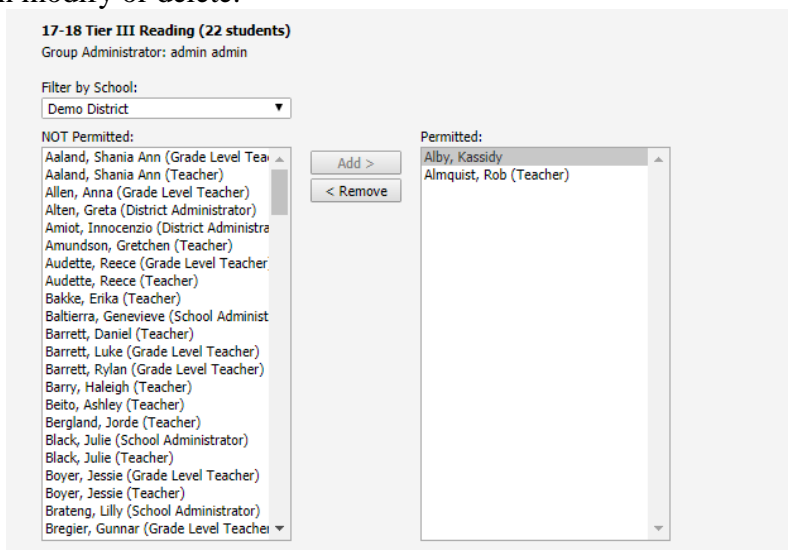 modify or delete.
17-18 Tier III Reading (22 students)
Group Administrator: admin admin
Filter by School:
Demo District
NOT Permitted:
Aaland, Shania Ann (Grade Level Tea
Aaland, Shania Ann (Teacher)
Allen, Anna (Grade Level Teacher)
Alten, Greta (District Administrator)
Amiot, Innocenzio (District Administra
Amundson, Gretchen (Teacher)
Audette, Reece (Grade Level Teacher
Audette, Reece (Teacher)
Bakke, Erika (Teacher)
Baltierra, Genevieve (School Administ
Barrett, Daniel (Teacher)
Barrett, Luke (Grade Level Teacher)
Barrett, Rylan (Grade Level Teacher)
Barry, Haleigh (Teacher)
Beito, Ashley (Teacher)
Bergland, Jorde (Teacher)
Black, Julie (School Administrator)
Black, Julie (Teacher)
Boyer, Jessie (Grade Level Teacher)
Boyer, Jessie (Teacher)
Brateng, Lilly (School Administrator)
Bregier, Gunnar (Grade Level Teacher
Add >
< Remove
Permitted:
Alby, Kassidy
Almquist, Rob (Teacher)